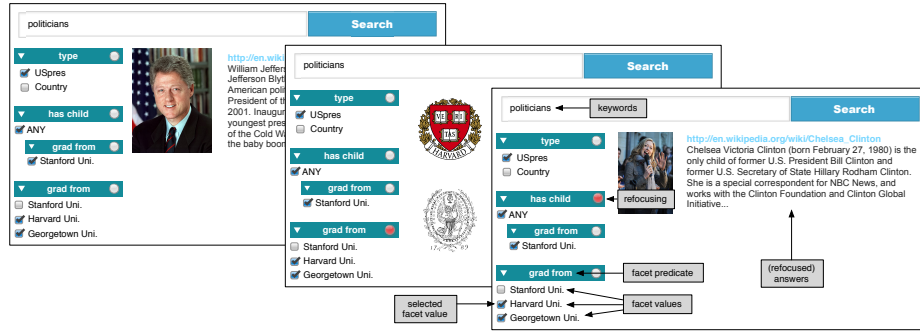 politicians
Search
type
USpres
Country
has child
ANY
grad from
Stanford Uni.
grad from
Stanford Uni.
Harvard Uni.
Georgetown Uni.
http://en.wiki
William Jeffers
Jefferson Blyt
American poli
President of th
2001. Inaugur
youngest pres
of the Cold Wa
the baby boon
politicians
Search
type
USpres
Country
has child
ANY
grad from
Stanford Uni.
grad from
Stanford Uni.
Harvard Uni.
Georgetown Uni.
VE RI
TAS
HARVARD
politicians
keywords
Search
type
USpres
Country
has child
refocusing
ANY
grad from
Stanford Uni.
grad from
facet predicate
Stanford Uni.
Harvard Uni.
Georgetown Uni.
selected
facet value
facet values
http://en.wikipedia.org/wiki/Chelsea_Clinton
Chelsea Victoria Clinton (born February 27, 1980) is the
only child of former U.S. President Bill Clinton and
former U.S. Secretary of State Hillary Rodham Clinton.
She is a special correspondent for NBC News, and
works with the Clinton Foundation and Clinton Global
Initiative...
(refocused)
answers